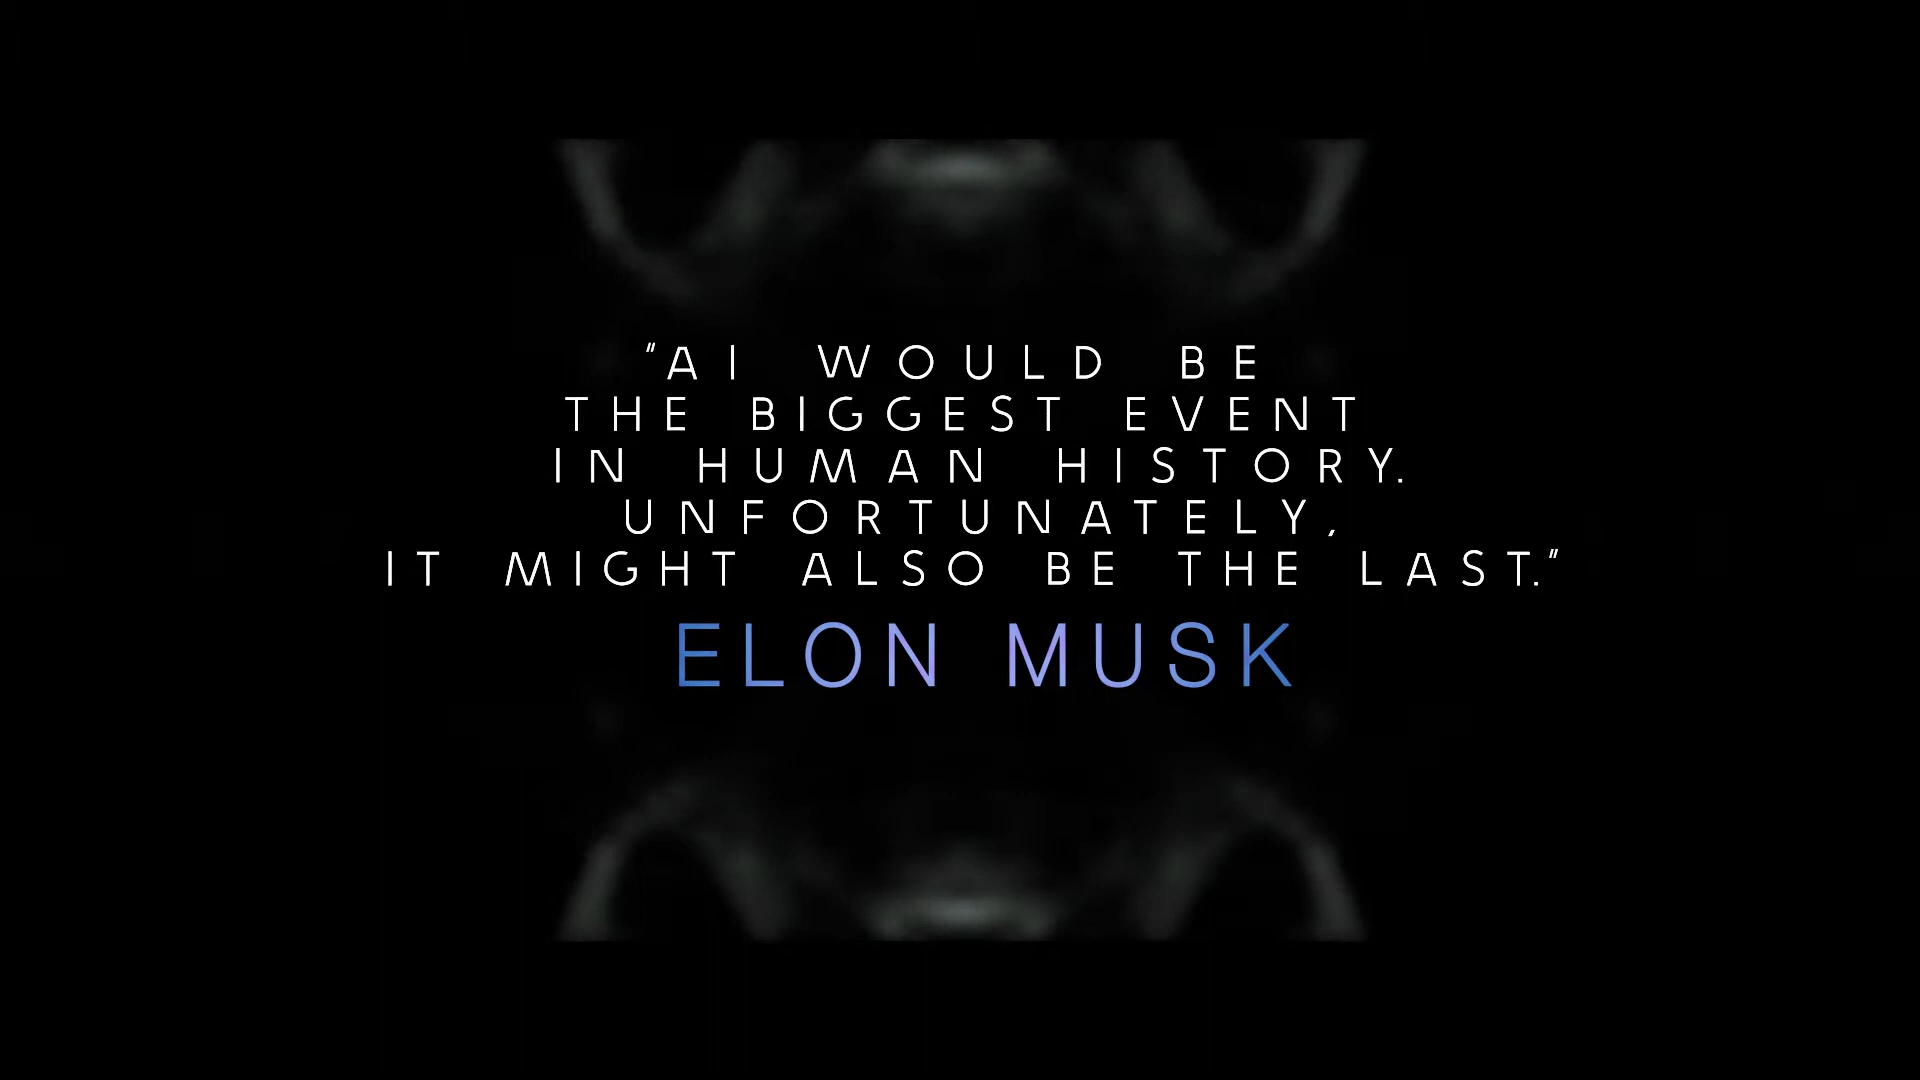 "AI WOULD BE
THE BIGGEST EVENT
IN HUMAN HISTORY.
UNFORTUNATELY,
IT MIGHT ALSO BE THE LAST."
ELON MUSK